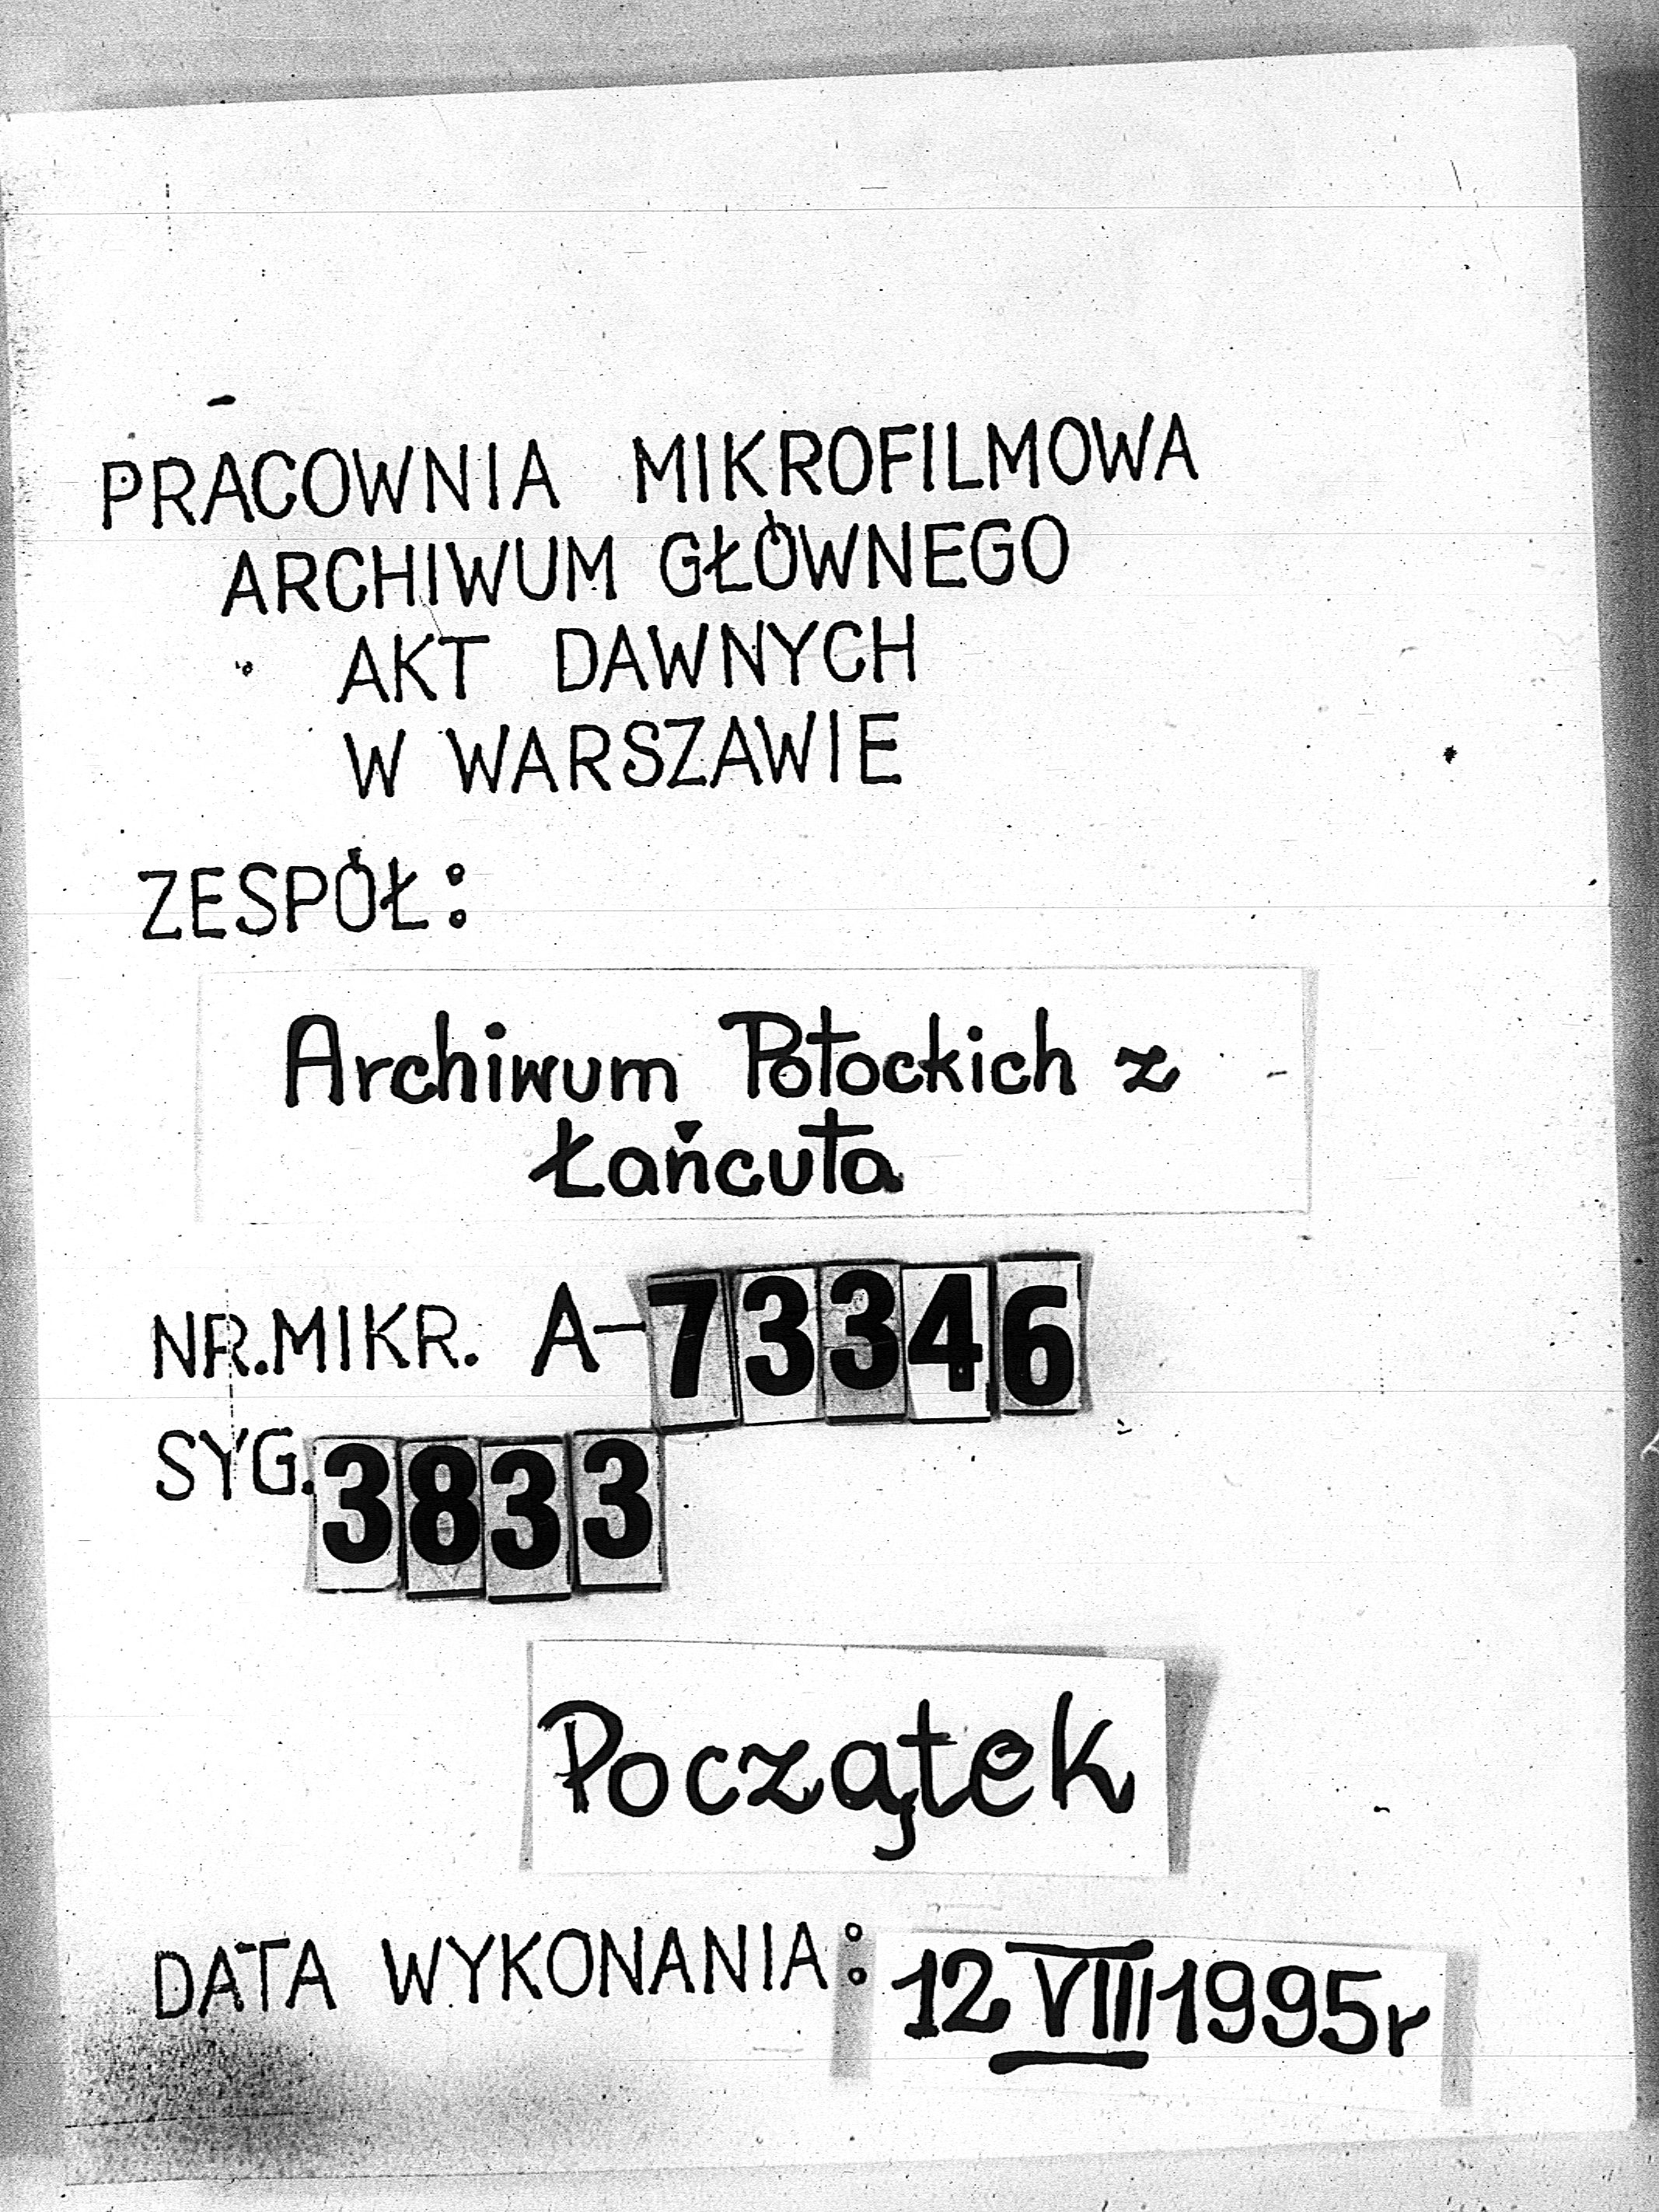 PRACOWNIA MIKROFILMOWA
ARCHIWUM GŁÓWNEGO
AKT DAWNYCH
W WARSZAWIE
ZESPÓŁ:
Archiwum Potockich z
Łańcuta
NR.MIKR. A-73346
SYG. 3833
Początek
DATA WYKONANIA: 12 VIII 1995r